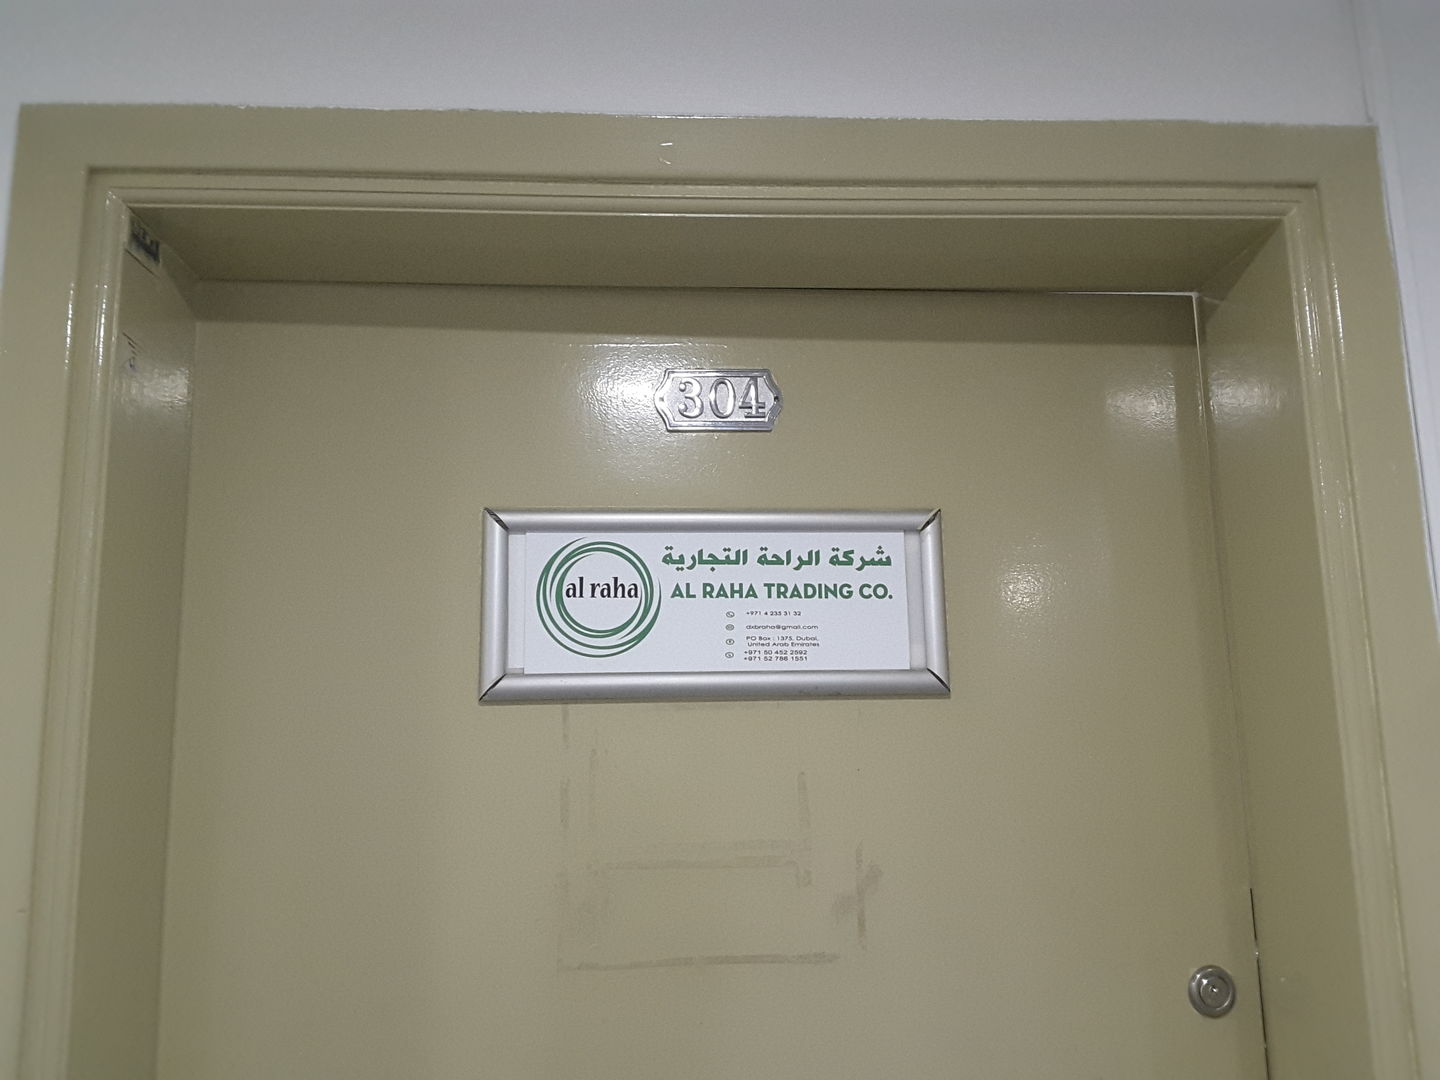 304
شركة الراحة التجارية
al raha
AL RAHA TRADING CO.
+971 4 235 31 32
dxbraha@gmail.com
PO Box : 1375, Dubai,
United Arab Emirates
+971 50 452 2592
+971 52 786 1551